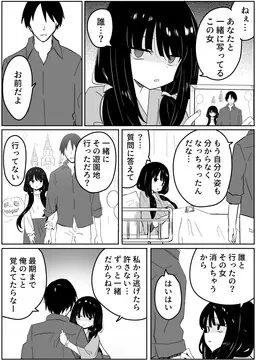 ねぇ…
あなたと
一緒に写ってる
この女
誰…?
お前だよ
もう自分の姿も
分からなく
なっちゃったん
だな…
?…
質問に答えて
一緒に
その遊園地
行っただろ?
行ってない
誰と
行ったの?
その女
消しちゃう
から
はいはい
私から逃げたら
許さない…
ずっと一緒
だからね?
最期まで
俺のこと
覚えてたらなー